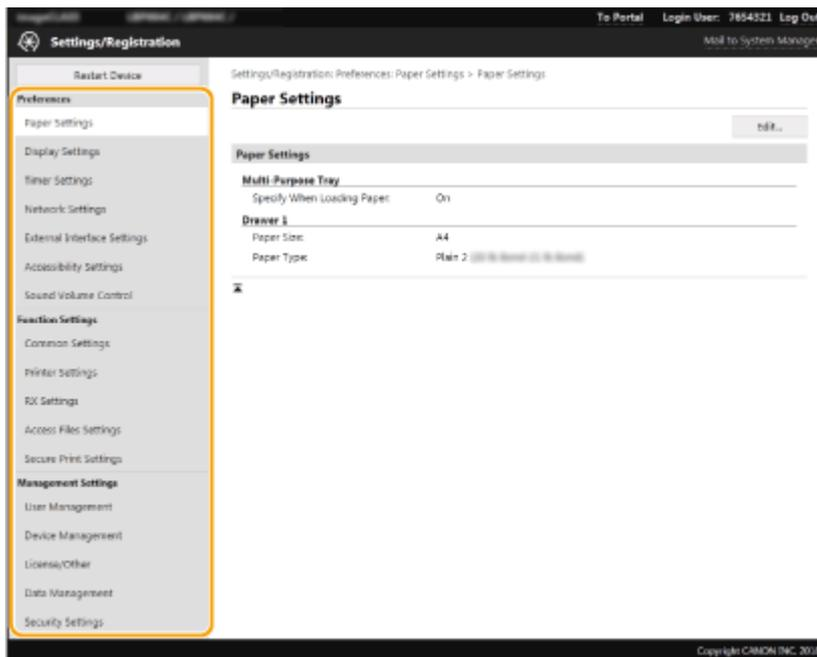 To Portal Login User: 7654321 Log Out
Settings/Registration
Mail to System Manager
Restart Device
Settings/Registration: Preferences: Paper Settings > Paper Settings
Preferences
Paper Settings
Paper Settings
Edit...
Display Settings
Paper Settings
Timer Settings
Multi-Purpose Tray
Specify When Loading Paper: On
Network Settings
Drawer 1
External Interface Settings
Paper Size: A4
Paper Type: Plain 2
Accessibility Settings
Sound Volume Control
Function Settings
Common Settings
Printer Settings
RX Settings
Access Files Settings
Secure Print Settings
Management Settings
User Management
Device Management
License/Other
Data Management
Security Settings
Copyright CANON INC.